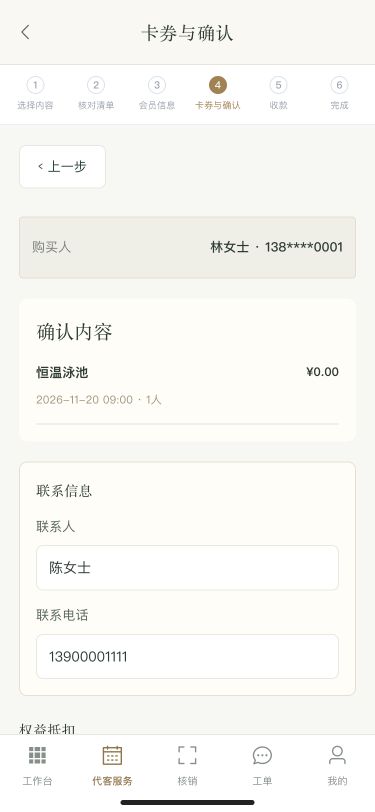 卡券与确认
1 2 3 4 5 6
选择内容 核对清单 会员信息 卡券与确认 收款 完成
‹ 上一步
购买人 林女士 · 138****0001
确认内容
恒温泳池 ¥0.00
2026-11-20 09:00 · 1人
联系信息
联系人
陈女士
联系电话
13900001111
权益抵扣
工作台 代客服务 核销 工单 我的